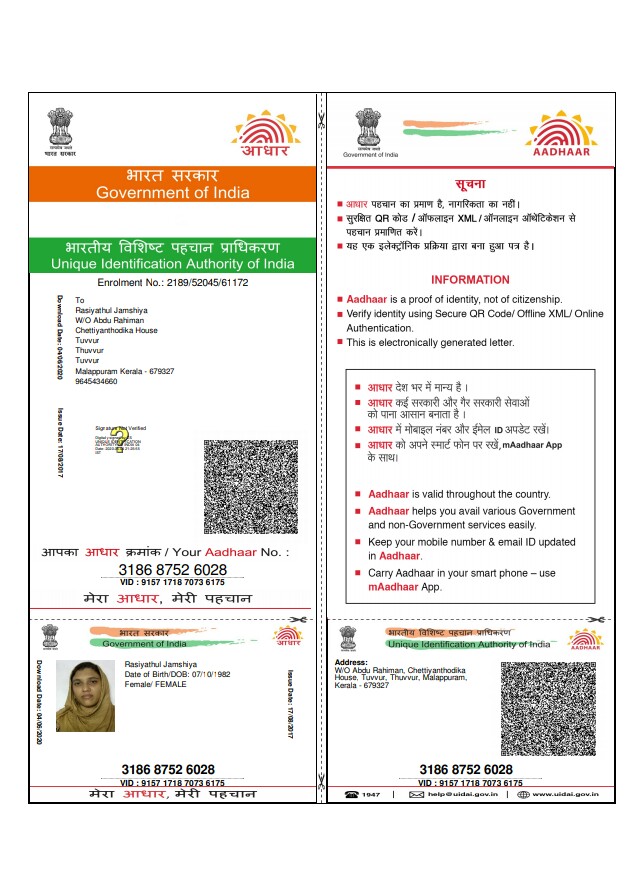 भारत सरकार
आधार
भारत सरकार
Government of India
भारतीय विशिष्ट पहचान प्राधिकरण
Unique Identification Authority of India
Enrolment No.: 2189/52045/61172
Download Date: 04/06/2020
To
Rasiyathul Jamshiya
W/O Abdu Rahiman
Chettiyanthodika House
Tuvvur
Thuvvur
Tuvvur
Malappuram Kerala - 679327
9645434660
Issue Date: 17/08/2017
Signature Not Verified
आपका आधार क्रमांक / Your Aadhaar No. :
3186 8752 6028
VID : 9157 1718 7073 6175
मेरा आधार, मेरी पहचान
Government of India
AADHAAR
सूचना
आधार पहचान का प्रमाण है, नागरिकता का नहीं।
सुरक्षित QR कोड / ऑफलाइन XML / ऑनलाइन ऑथेंटिकेशन से
पहचान प्रमाणित करें।
यह एक इलेक्ट्रॉनिक प्रक्रिया द्वारा बना हुआ पत्र है।
INFORMATION
Aadhaar is a proof of identity, not of citizenship.
Verify identity using Secure QR Code/ Offline XML/ Online
Authentication.
This is electronically generated letter.
आधार देश भर में मान्य है।
आधार कई सरकारी और गैर सरकारी सेवाओं
को पाना आसान बनाता है।
आधार में मोबाइल नंबर और ईमेल ID अपडेट रखें।
आधार को अपने स्मार्ट फोन पर रखें, mAadhaar App
के साथ।
Aadhaar is valid throughout the country.
Aadhaar helps you avail various Government
and non-Government services easily.
Keep your mobile number & email ID updated
in Aadhaar.
Carry Aadhaar in your smart phone – use
mAadhaar App.
भारत सरकार
Government of India
आधार
Download Date: 04/06/2020
Rasiyathul Jamshiya
Date of Birth/DOB: 07/10/1982
Female/ FEMALE
Issue Date: 17/08/2017
3186 8752 6028
VID : 9157 1718 7073 6175
मेरा आधार, मेरी पहचान
भारतीय विशिष्ट पहचान प्राधिकरण
Unique Identification Authority of India
AADHAAR
Address:
W/O Abdu Rahiman, Chettiyanthodika
House, Tuvvur, Thuvvur, Malappuram,
Kerala - 679327
3186 8752 6028
VID : 9157 1718 7073 6175
1947 | help@uidai.gov.in | www.uidai.gov.in